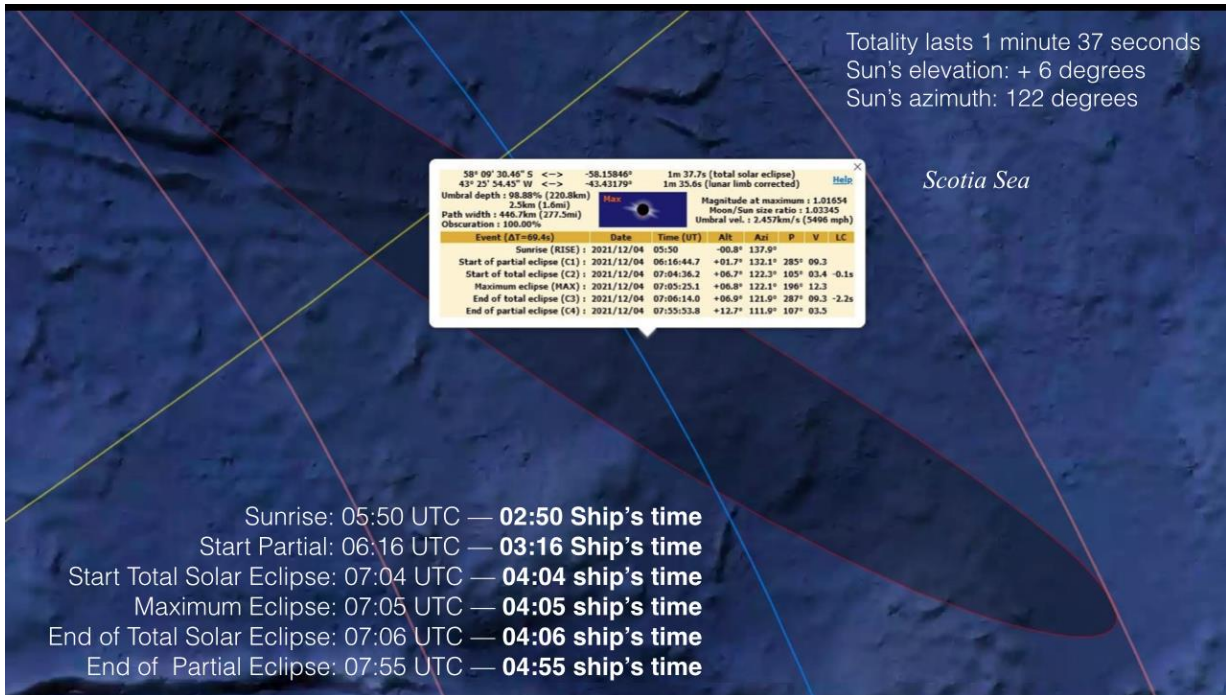 Totality lasts 1 minute 37 seconds
Sun's elevation: + 6 degrees
Sun's azimuth: 122 degrees
×
58° 09' 30.46" S <—> -58.15846° 1m 37.7s (total solar eclipse)
43° 25' 54.45" W <—> -43.43179° 1m 35.6s (lunar limb corrected) Help
Umbral depth : 98.88% (220.8km)
2.5km (1.6mi)
Path width : 446.7km (277.5mi)
Obscuration : 100.00%
Max
Magnitude at maximum : 1.01654
Moon/Sun size ratio : 1.03345
Umbral vel. : 2.457km/s (5496 mph)
Event (ΔT=69.4s) Date Time (UT) Alt Azi P V LC
Sunrise (RISE) : 2021/12/04 05:50 -00.8° 137.9°
Start of partial eclipse (C1) : 2021/12/04 06:16:44.7 +01.7° 132.1° 285° 09.3
Start of total eclipse (C2) : 2021/12/04 07:04:36.2 +06.7° 122.3° 105° 03.4 -0.1s
Maximum eclipse (MAX) : 2021/12/04 07:05:25.1 +06.8° 122.1° 196° 12.3
End of total eclipse (C3) : 2021/12/04 07:06:14.0 +06.9° 121.9° 287° 09.3 -2.2s
End of partial eclipse (C4) : 2021/12/04 07:55:53.8 +12.7° 111.9° 107° 03.5
Scotia Sea
Sunrise: 05:50 UTC — 02:50 Ship's time
Start Partial: 06:16 UTC — 03:16 Ship's time
Start Total Solar Eclipse: 07:04 UTC — 04:04 ship's time
Maximum Eclipse: 07:05 UTC — 04:05 ship's time
End of Total Solar Eclipse: 07:06 UTC — 04:06 ship's time
End of  Partial Eclipse: 07:55 UTC — 04:55 ship's time